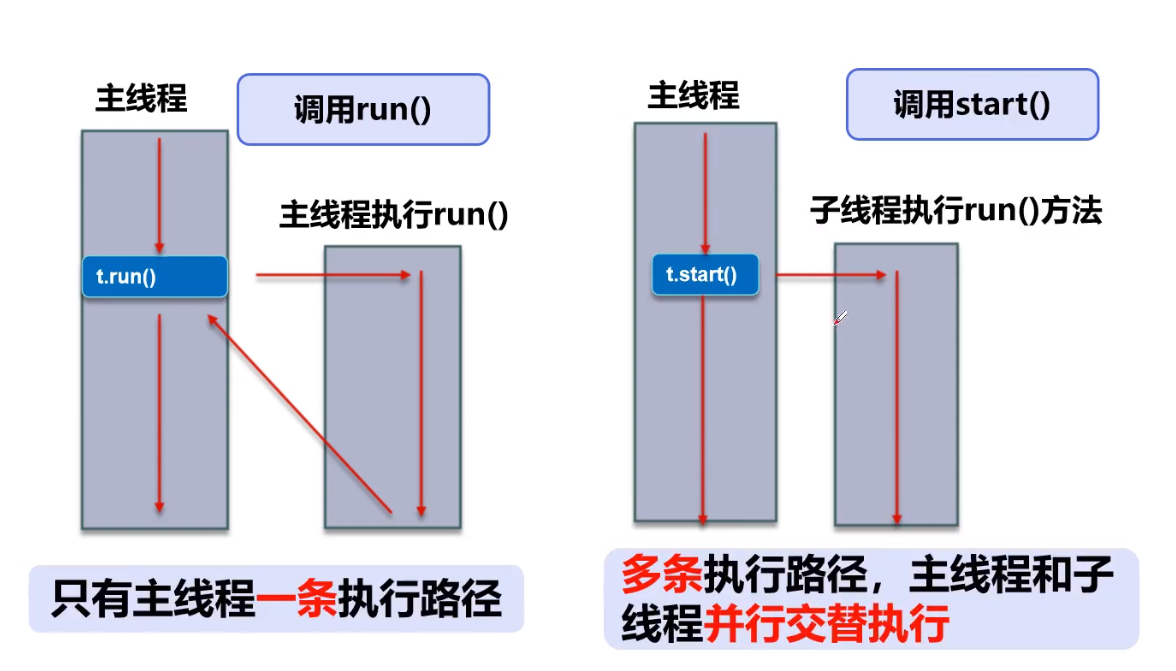 主线程
调用run()
主线程执行run()
t.run()
只有主线程一条执行路径
主线程
调用start()
子线程执行run()方法
t.start()
多条执行路径，主线程和子
线程并行交替执行